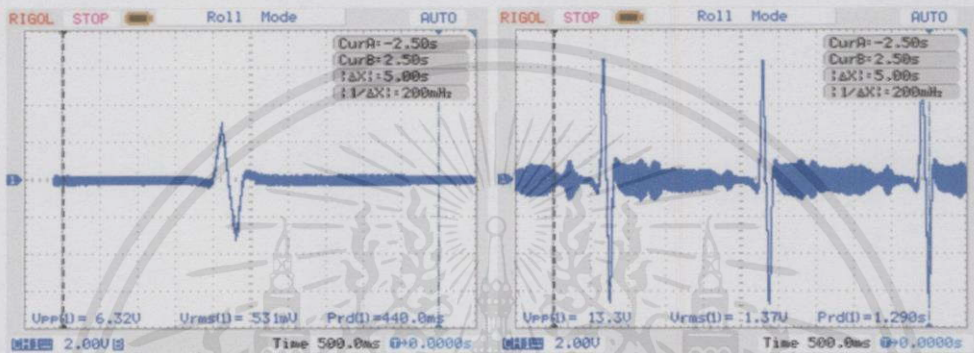 RIGOL STOP Roll Mode AUTO
CurA=-2.50s
CurB=2.50s
|ΔX|=5.00s
|1/ΔX|=200mHz
Vpp(1)= 6.32V Vrms(1)= 531mV Prd(1)=440.0ms
CH1 2.00V Time 500.0ms T→0.0000s
RIGOL STOP Roll Mode AUTO
CurA=-2.50s
CurB=2.50s
|ΔX|=5.00s
|1/ΔX|=200mHz
Vpp(1)= 13.3V Vrms(1)= 1.37V Prd(1)=1.290s
CH1 2.00V Time 500.0ms T→0.0000s